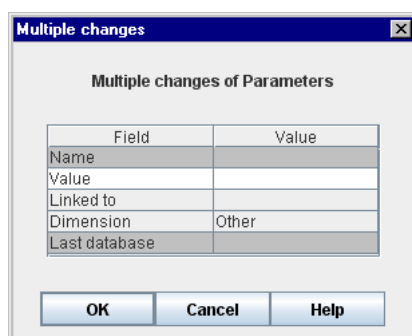 Multiple changes
Multiple changes of Parameters
Field Value
Name
Value
Linked to
Dimension Other
Last database
OK Cancel Help